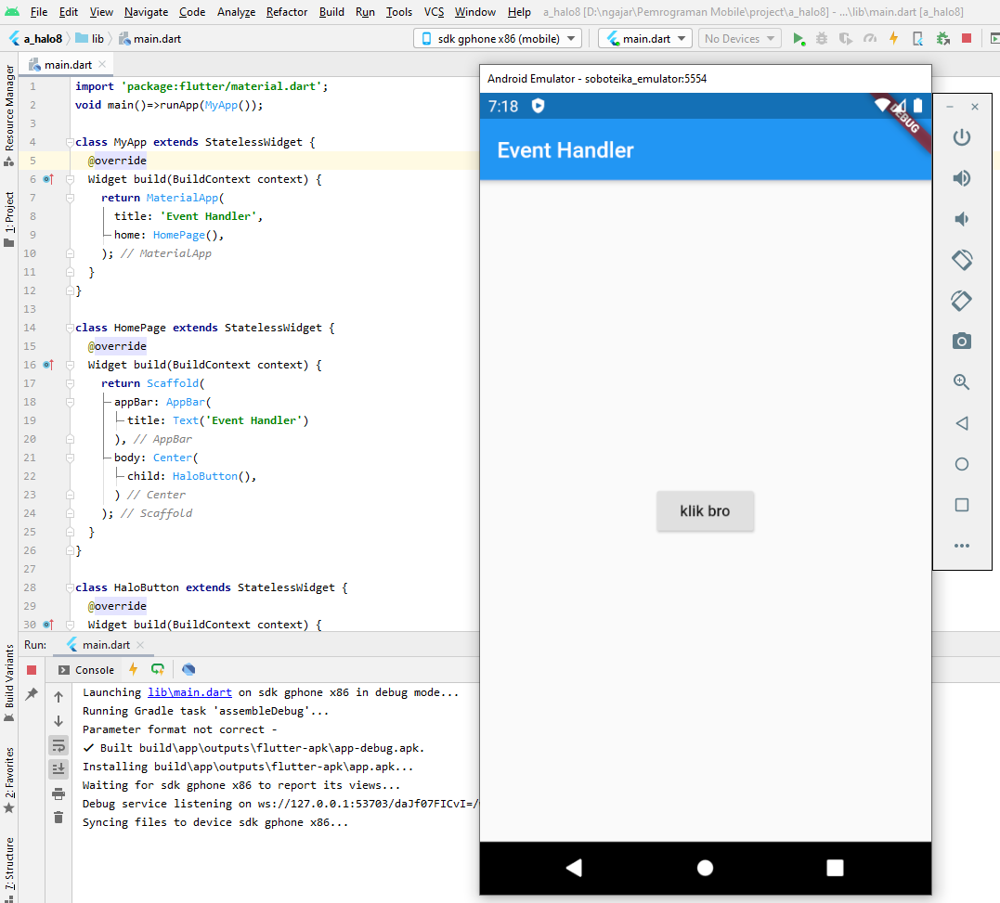 File Edit View Navigate Code Analyze Refactor Build Run Tools VCS Window Help a_halo8 [D:\ngajar\Pemrograman Mobile\project\a_halo8] - ...\lib\main.dart [a_halo8]
a_halo8 lib main.dart sdk gphone x86 (mobile) main.dart No Devices
main.dart
Resource Manager
1: Project
Build Variants
2: Favorites
7: Structure
1 import 'package:flutter/material.dart';
2 void main()=>runApp(MyApp());
3
4 class MyApp extends StatelessWidget {
5 @override
6 Widget build(BuildContext context) {
7 return MaterialApp(
8 title: 'Event Handler',
9 home: HomePage(),
10 ); // MaterialApp
11 }
12 }
13
14 class HomePage extends StatelessWidget {
15 @override
16 Widget build(BuildContext context) {
17 return Scaffold(
18 appBar: AppBar(
19 title: Text('Event Handler')
20 ), // AppBar
21 body: Center(
22 child: HaloButton(),
23 ) // Center
24 ); // Scaffold
25 }
26 }
27
28 class HaloButton extends StatelessWidget {
29 @override
30 Widget build(BuildContext context) {
Android Emulator - soboteika_emulator:5554
7:18
DEBUG
Event Handler
klik bro
Run: main.dart
Console
Launching lib\main.dart on sdk gphone x86 in debug mode...
Running Gradle task 'assembleDebug'...
Parameter format not correct -
✓ Built build\app\outputs\flutter-apk\app-debug.apk.
Installing build\app\outputs\flutter-apk\app.apk...
Waiting for sdk gphone x86 to report its views...
Debug service listening on ws://127.0.0.1:53703/daJf07FICvI=/
Syncing files to device sdk gphone x86...